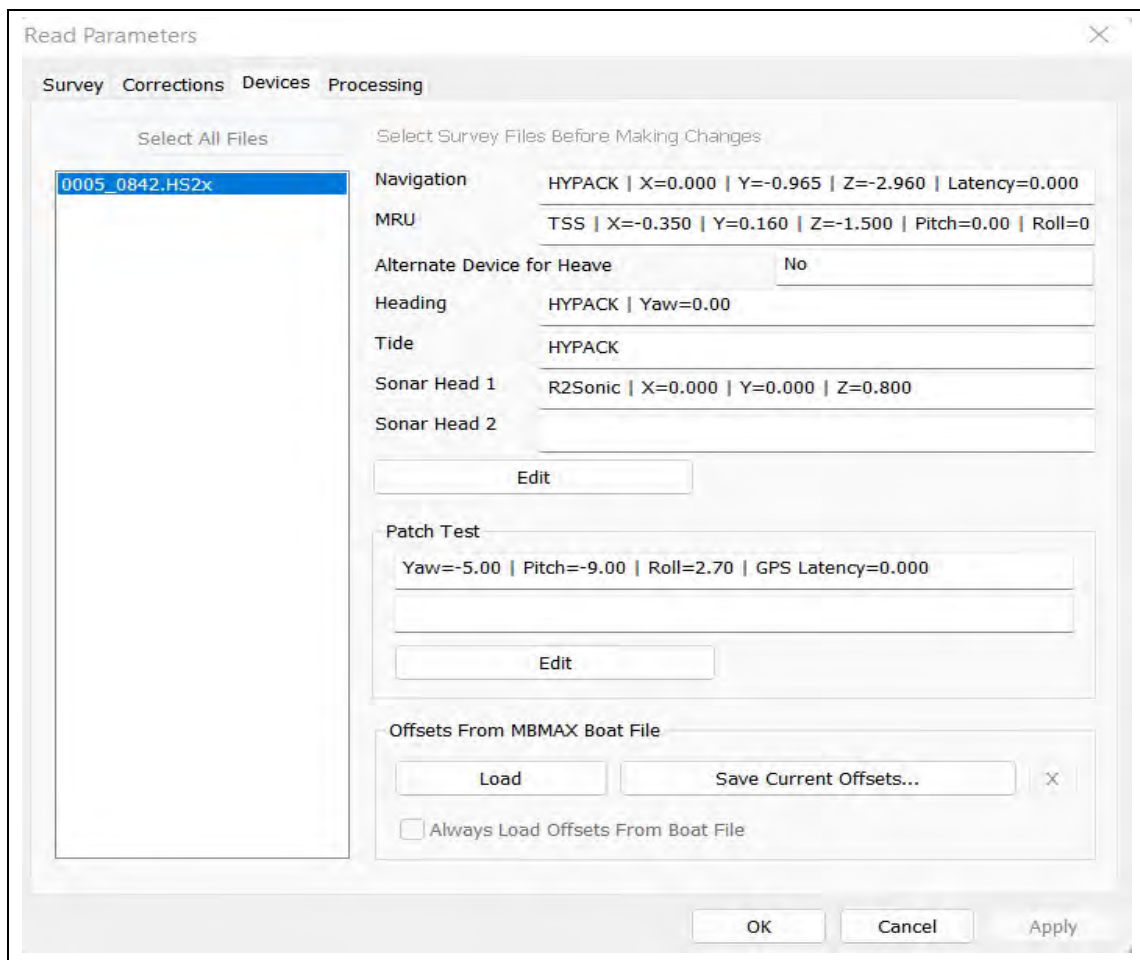 Read Parameters
Survey Corrections Devices Processing
Select All Files
Select Survey Files Before Making Changes
0005_0842.HS2x
Navigation HYPACK | X=0.000 | Y=-0.965 | Z=-2.960 | Latency=0.000
MRU TSS | X=-0.350 | Y=0.160 | Z=-1.500 | Pitch=0.00 | Roll=0
Alternate Device for Heave No
Heading HYPACK | Yaw=0.00
Tide HYPACK
Sonar Head 1 R2Sonic | X=0.000 | Y=0.000 | Z=0.800
Sonar Head 2
Edit
Patch Test
Yaw=-5.00 | Pitch=-9.00 | Roll=2.70 | GPS Latency=0.000
Edit
Offsets From MBMAX Boat File
Load Save Current Offsets... X
Always Load Offsets From Boat File
OK Cancel Apply